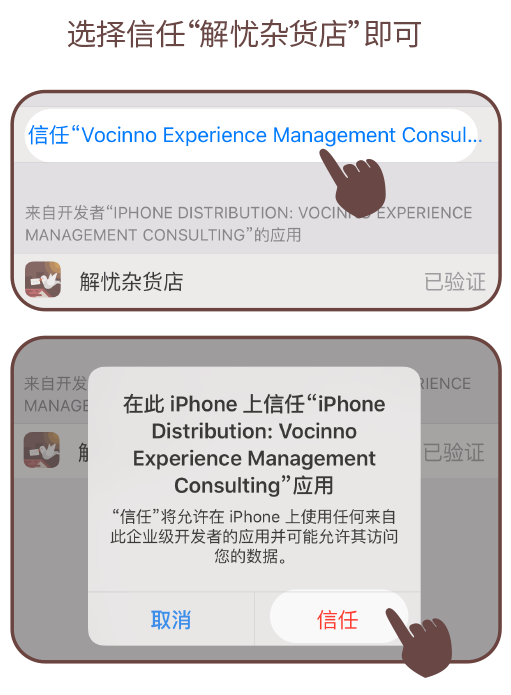 选择信任“解忧杂货店”即可
信任“Vocinno Experience Management Consul...
来自开发者“IPHONE DISTRIBUTION: VOCINNO EXPERIENCE
MANAGEMENT CONSULTING”的应用
解忧杂货店 已验证
来自开发 RIENCE
MANAGE
解 已验证
在此 iPhone 上信任“iPhone
Distribution: Vocinno
Experience Management
Consulting”应用
“信任”将允许在 iPhone 上使用任何来自
此企业级开发者的应用并可能允许其访问
您的数据。
取消 信任